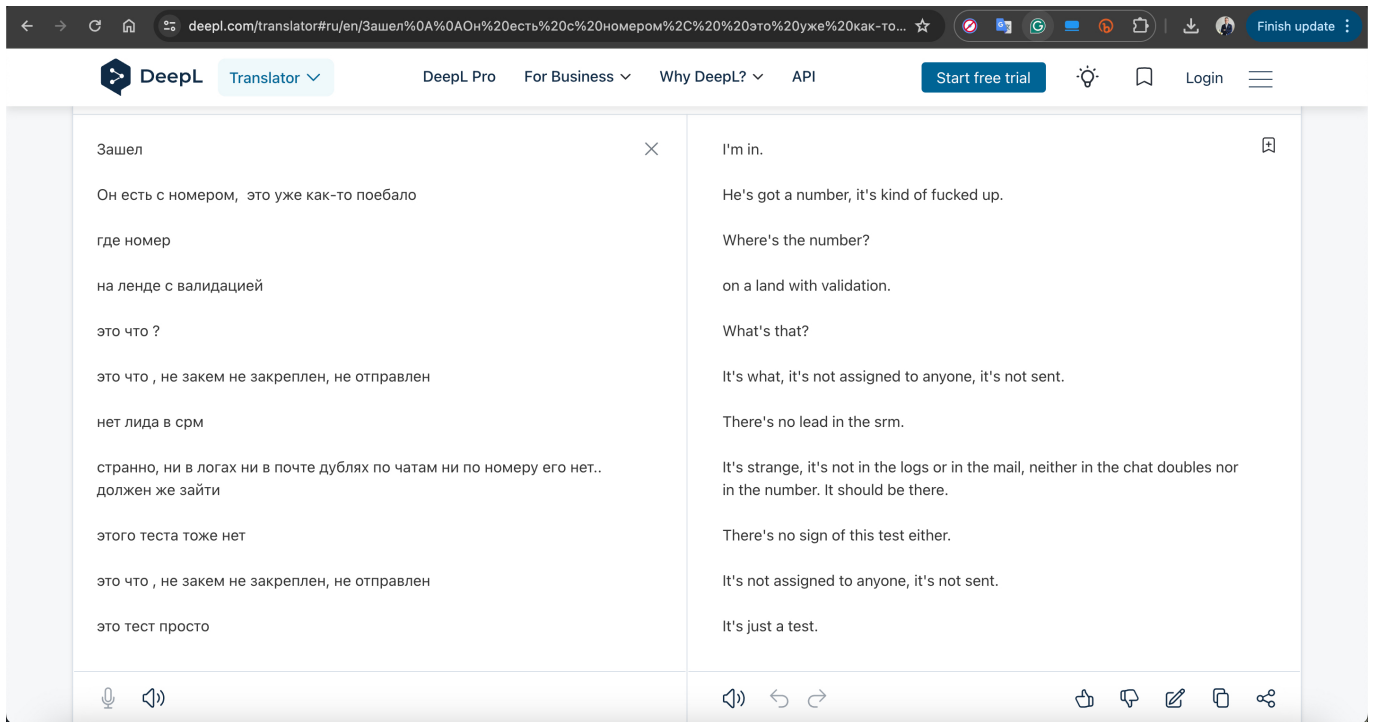 deepl.com/translator#ru/en/Зашел%0A%0AОн%20есть%20с%20номером%2C%20%20это%20уже%20как-то...
Finish update
DeepL
Translator
DeepL Pro
For Business
Why DeepL?
API
Start free trial
Login
Зашел
Он есть с номером,  это уже как-то поебало
где номер
на ленде с валидацией
это что ?
это что , не закем не закреплен, не отправлен
нет лида в срм
странно, ни в логах ни в почте дублях по чатам ни по номеру его нет..
должен же зайти
этого теста тоже нет
это что , не закем не закреплен, не отправлен
это тест просто
I'm in.
He's got a number, it's kind of fucked up.
Where's the number?
on a land with validation.
What's that?
It's what, it's not assigned to anyone, it's not sent.
There's no lead in the srm.
It's strange, it's not in the logs or in the mail, neither in the chat doubles nor
in the number. It should be there.
There's no sign of this test either.
It's not assigned to anyone, it's not sent.
It's just a test.